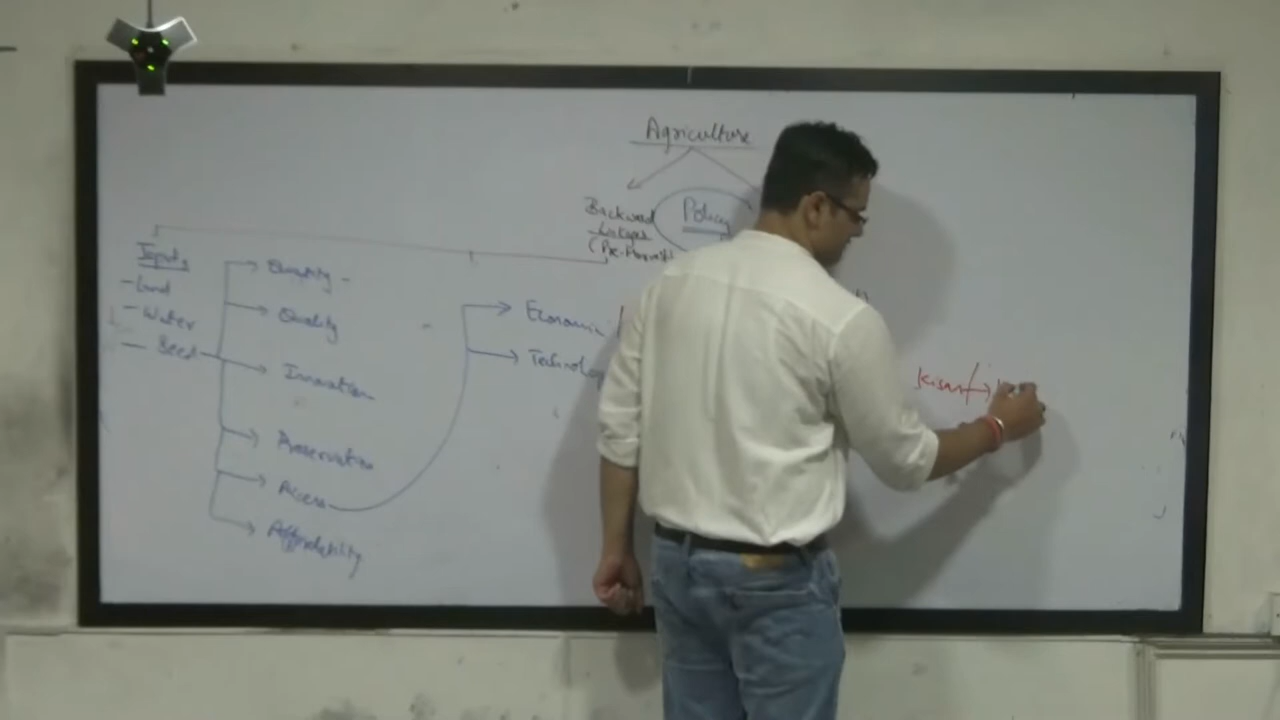 Agriculture
Backward
Linkages
Policy
Inputs
- Land
- Water
- Seed
Quantity -
Quality
Innovation
Preservation
Access
Affordability
Economic
Technology
Kisan